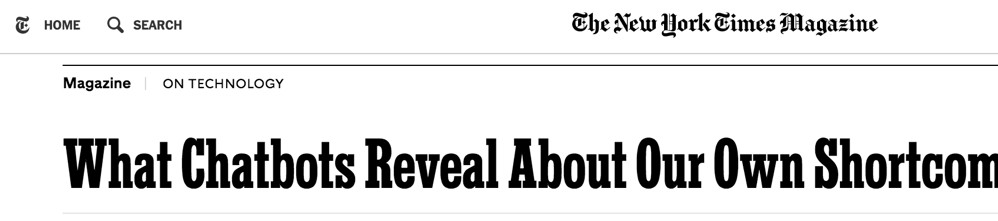 HOME SEARCH The New York Times Magazine
Magazine | ON TECHNOLOGY
What Chatbots Reveal About Our Own Shortcom